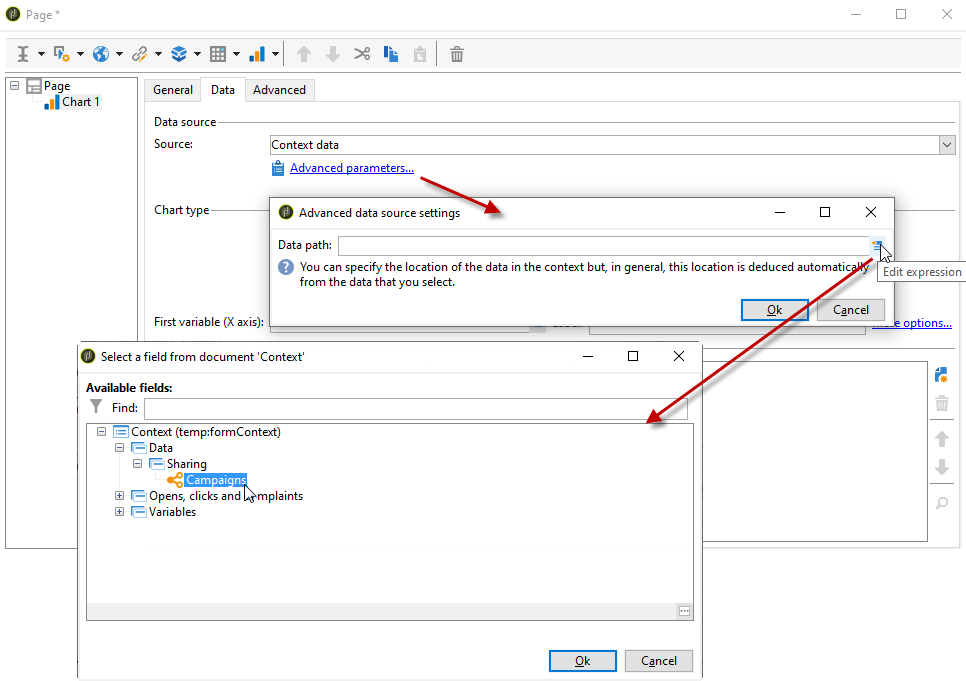 Page *
Page
Chart 1
General Data Advanced
Data source
Source: Context data
Advanced parameters...
Chart type
Advanced data source settings
Data path:
Edit expression
You can specify the location of the data in the context but, in general, this location is deduced automatically
from the data that you select.
Ok Cancel
First variable (X axis):
options...
Select a field from document 'Context'
Available fields:
Find:
Context (temp:formContext)
Data
Sharing
Campaigns
Opens, clicks and complaints
Variables
Ok Cancel